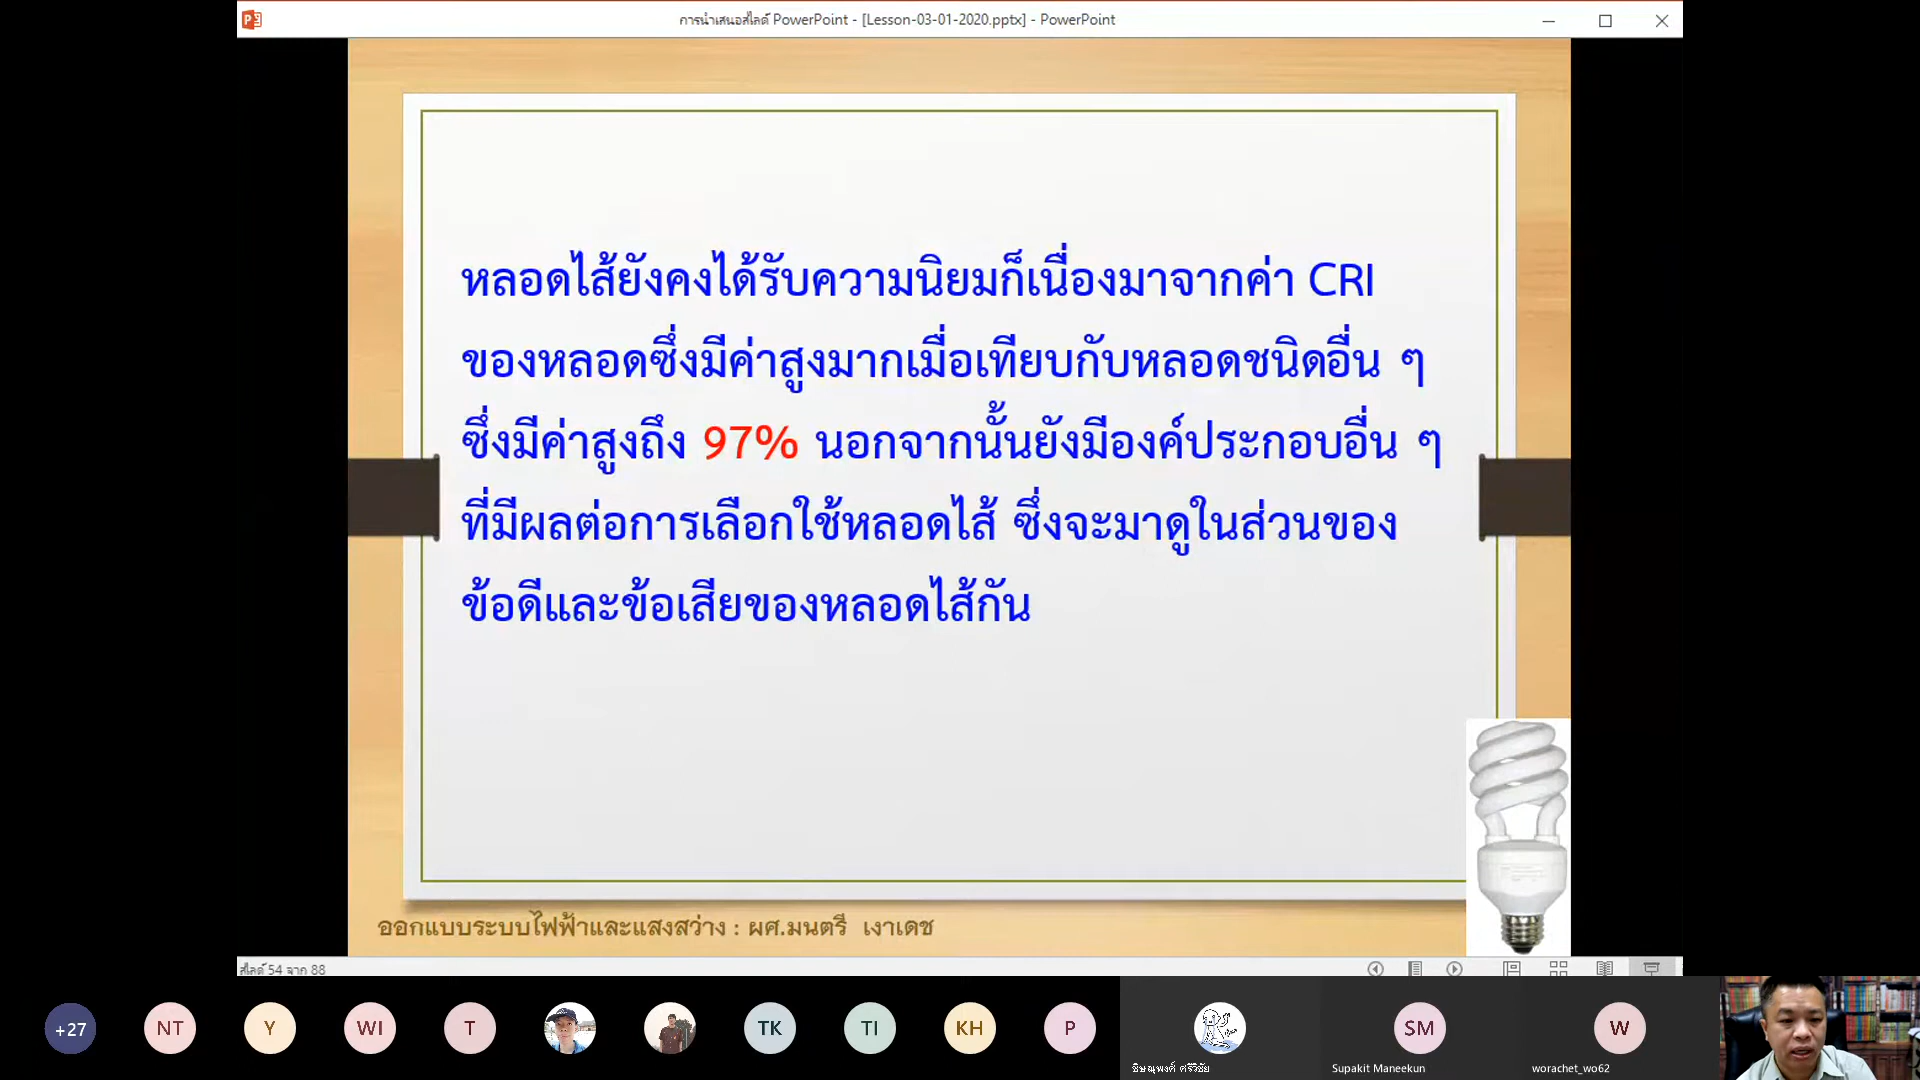 การนำเสนอสไลด์ PowerPoint - [Lesson-03-01-2020.pptx] - PowerPoint
หลอดไส้ยังคงได้รับความนิยมก็เนื่องมาจากค่า CRI
ของหลอดซึ่งมีค่าสูงมากเมื่อเทียบกับหลอดชนิดอื่น ๆ
ซึ่งมีค่าสูงถึง 97% นอกจากนั้นยังมีองค์ประกอบอื่น ๆ
ที่มีผลต่อการเลือกใช้หลอดไส้ ซึ่งจะมาดูในส่วนของ
ข้อดีและข้อเสียของหลอดไส้กัน
ออกแบบระบบไฟฟ้าและแสงสว่าง : ผศ.มนตรี เงาเดช
สไลด์ 54 จาก 88
+27 NT Y WI T TK TI KH P SM W
Supakit Maneekun worachet_wo62